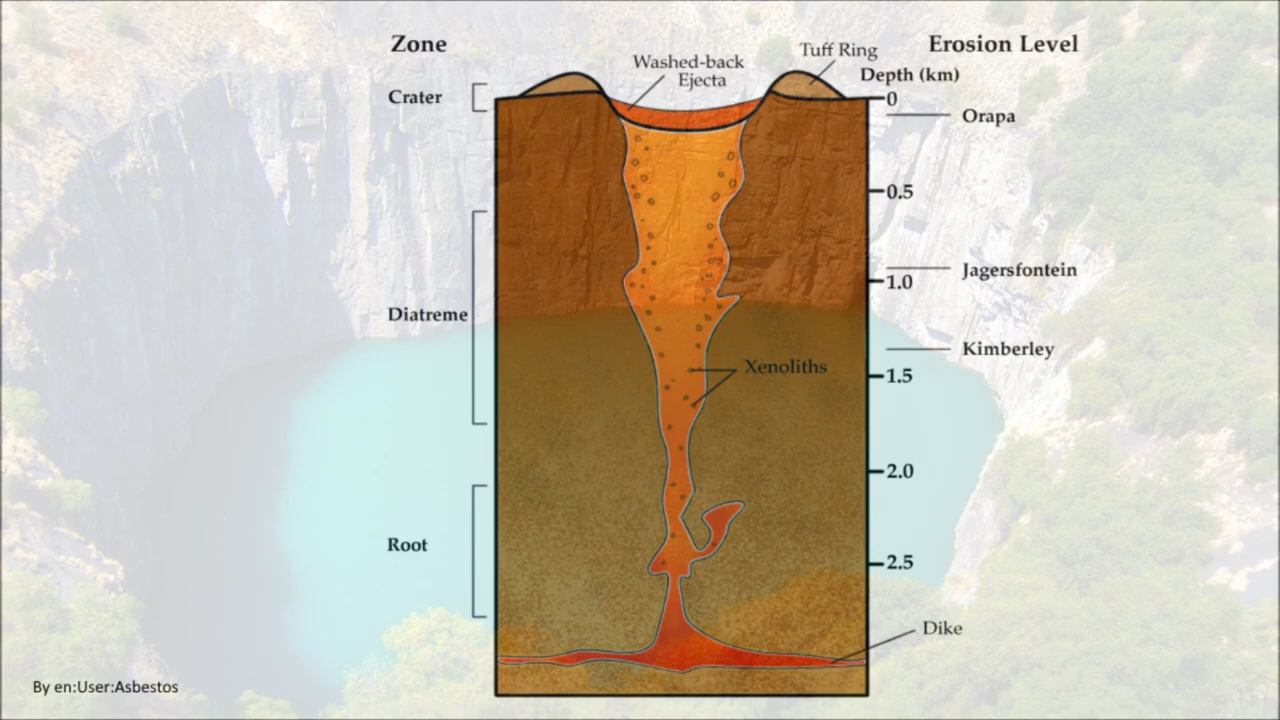 Zone
Erosion Level
Tuff Ring
Washed-back
Ejecta
Depth (km)
Crater
0
Orapa
0.5
Jagersfontein
1.0
Diatreme
Kimberley
Xenoliths
1.5
2.0
Root
2.5
Dike
By en:User:Asbestos